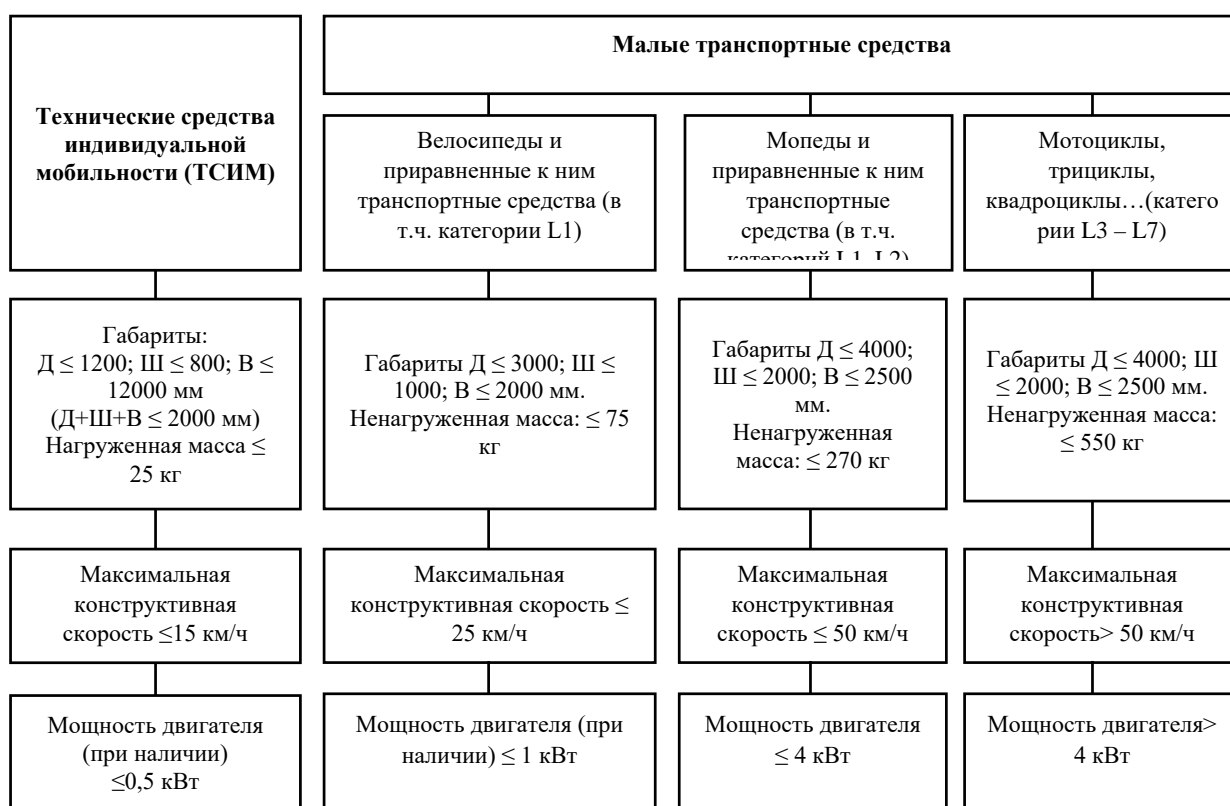 Малые транспортные средства
Технические средства
индивидуальной
мобильности (ТСИМ)
Велосипеды и
приравненные к ним
транспортные средства (в
т.ч. категории L1)
Мопеды и
приравненные к ним
транспортные
средства (в т.ч.
категорий L1, L2)
Мотоциклы,
трициклы,
квадроциклы…(катего
рии L3 – L7)
Габариты:
Д ≤ 1200; Ш ≤ 800; В ≤
12000 мм
(Д+Ш+В ≤ 2000 мм)
Нагруженная масса ≤
25 кг
Габариты Д ≤ 3000; Ш ≤
1000; В ≤ 2000 мм.
Ненагруженная масса: ≤ 75
кг
Габариты Д ≤ 4000;
Ш ≤ 2000; В ≤ 2500
мм.
Ненагруженная
масса: ≤ 270 кг
Габариты Д ≤ 4000; Ш
≤ 2000; В ≤ 2500 мм.
Ненагруженная масса:
≤ 550 кг
Максимальная
конструктивная
скорость ≤15 км/ч
Максимальная
конструктивная скорость ≤
25 км/ч
Максимальная
конструктивная
скорость ≤ 50 км/ч
Максимальная
конструктивная
скорость> 50 км/ч
Мощность двигателя
(при наличии)
≤0,5 кВт
Мощность двигателя (при
наличии) ≤ 1 кВт
Мощность двигателя
≤ 4 кВт
Мощность двигателя>
4 кВт